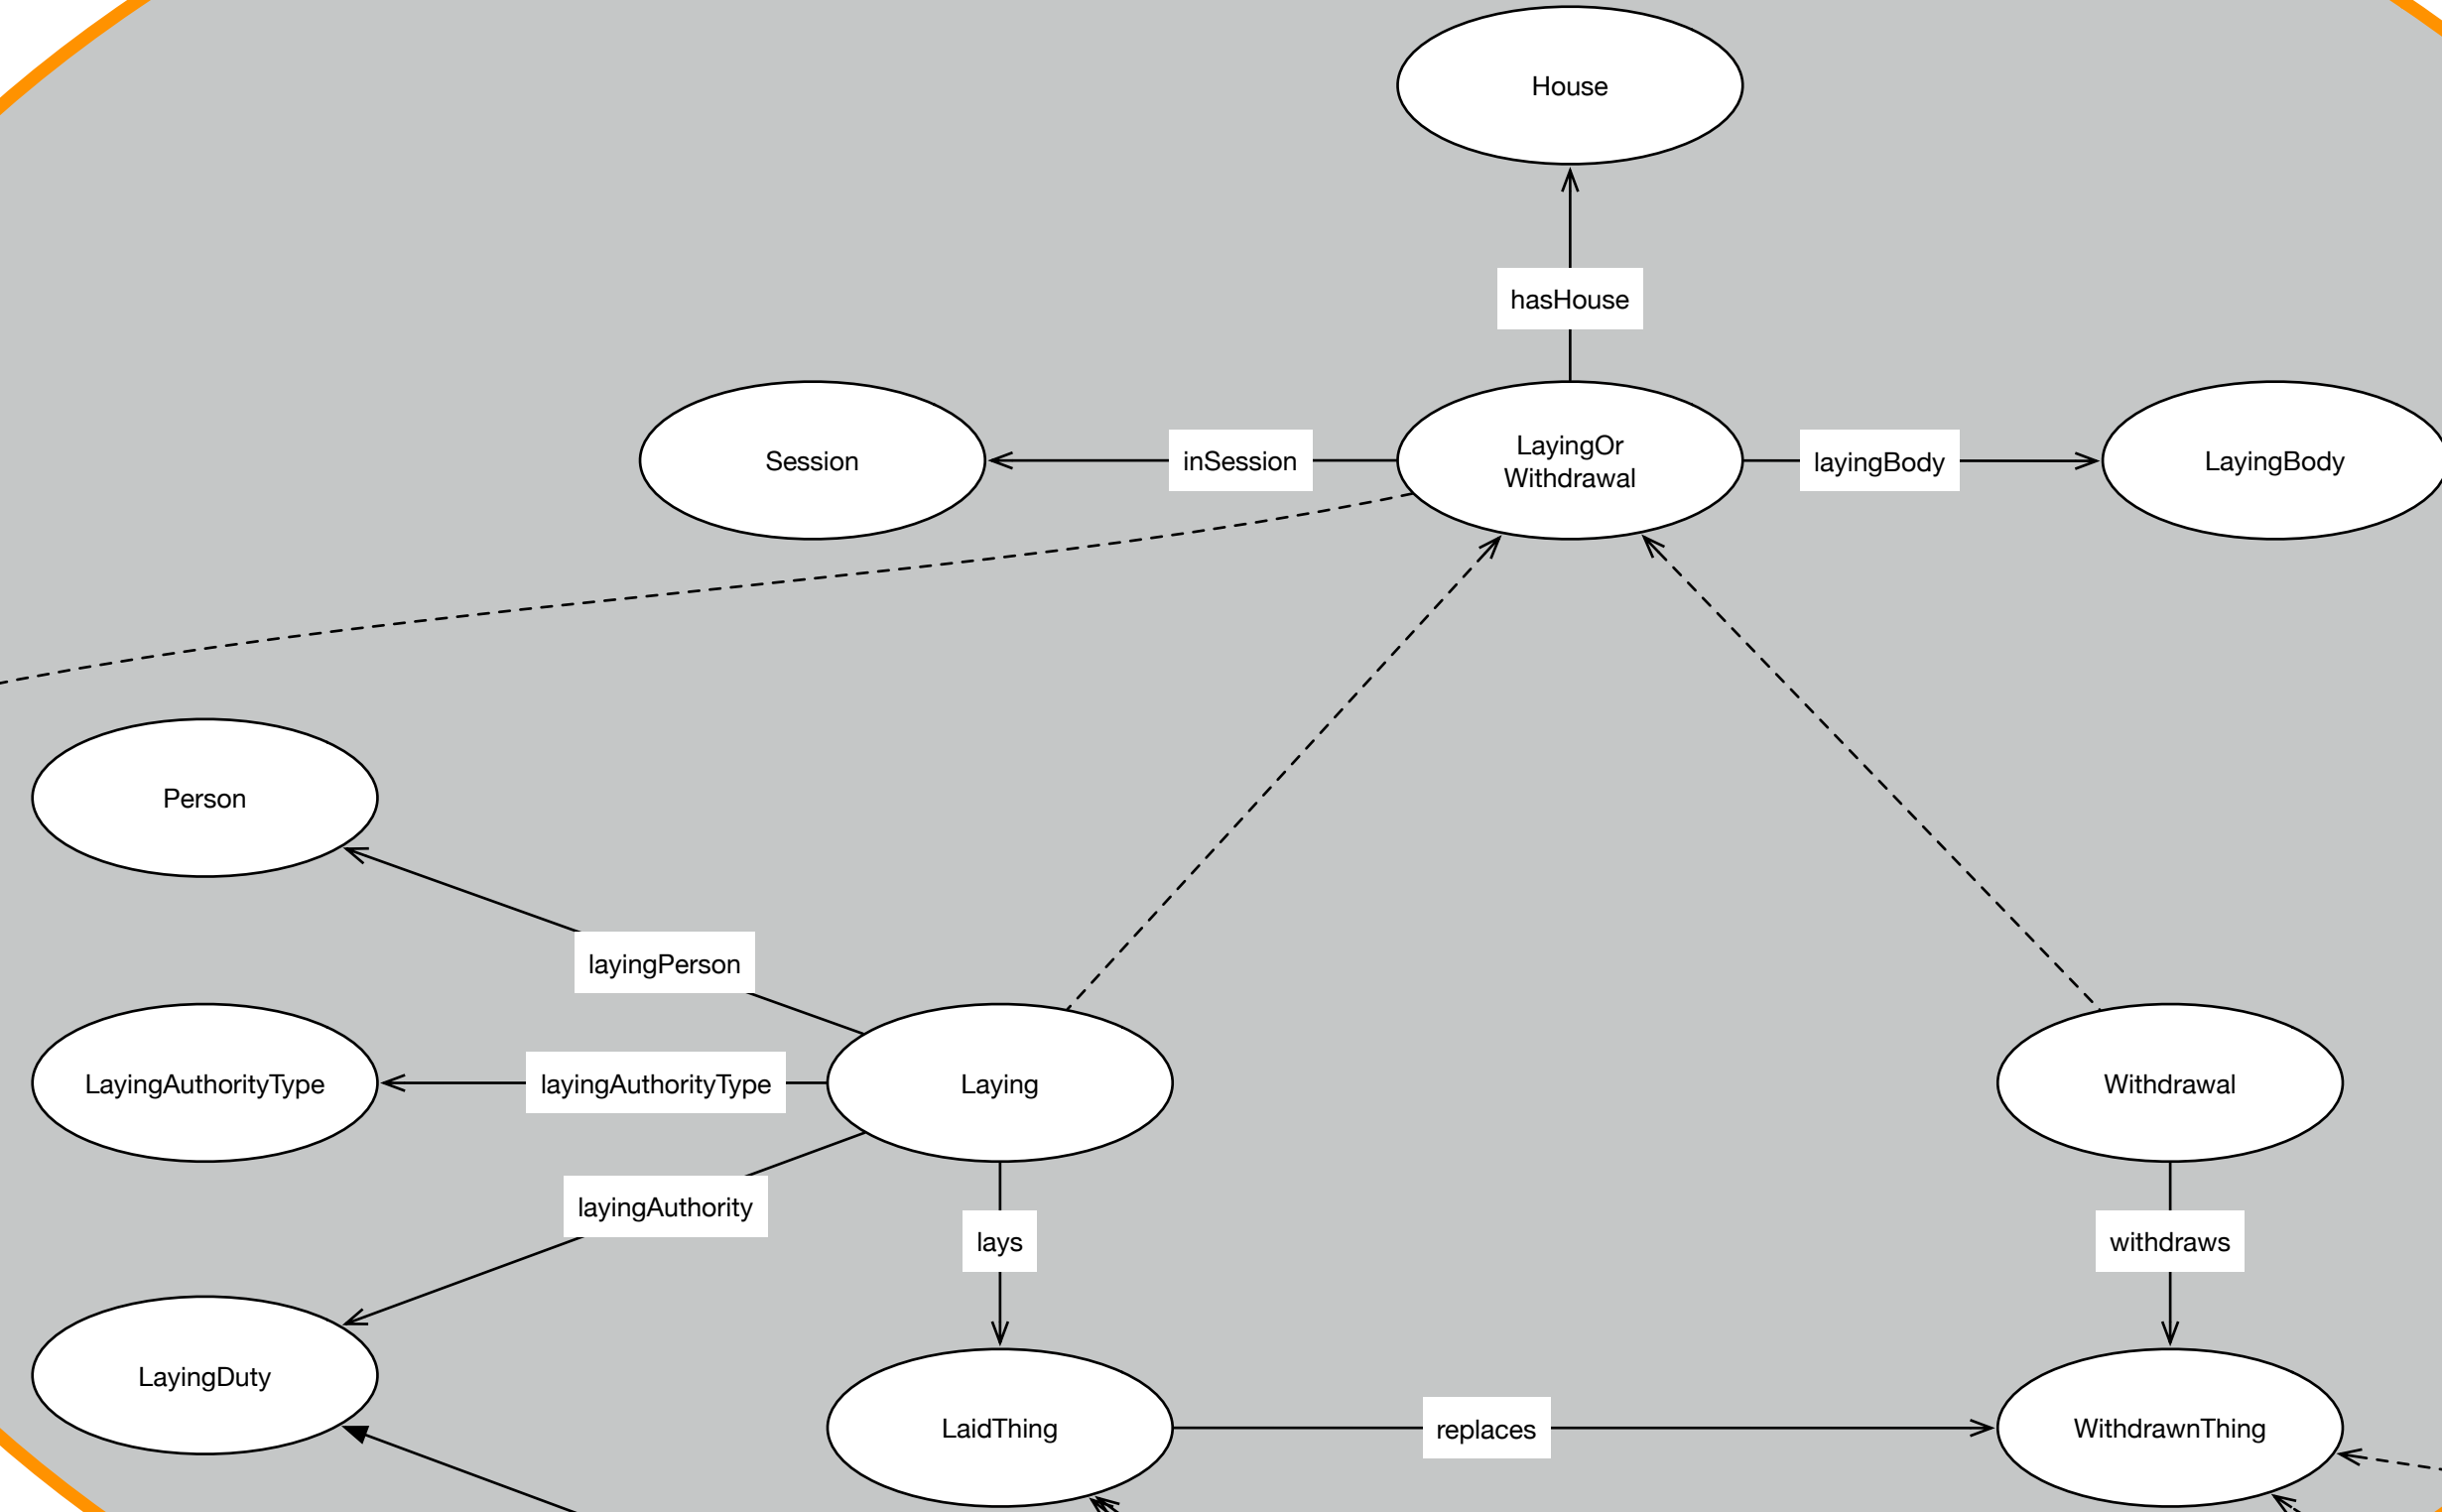 House
hasHouse
Session
inSession
LayingOr
Withdrawal
layingBody
LayingBody
Person
layingPerson
LayingAuthorityType
layingAuthorityType
Laying
Withdrawal
layingAuthority
lays
withdraws
LayingDuty
LaidThing
replaces
WithdrawnThing